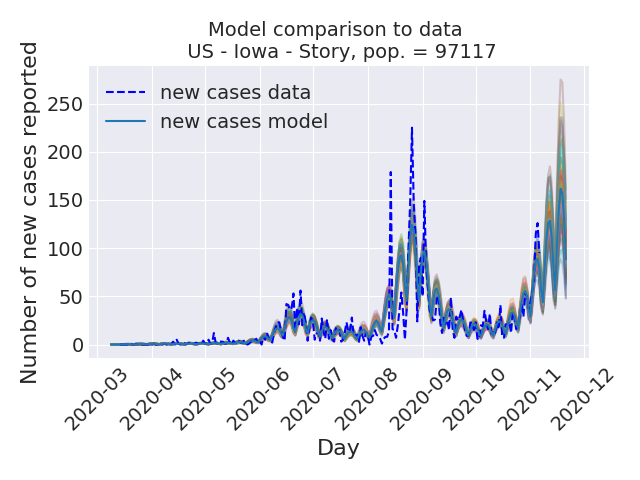 Model comparison to data
US - Iowa - Story, pop. = 97117
Number of new cases reported
250
200
150
100
50
0
new cases data
new cases model
2020-03
2020-04
2020-05
2020-06
2020-07
2020-08
2020-09
2020-10
2020-11
2020-12
Day